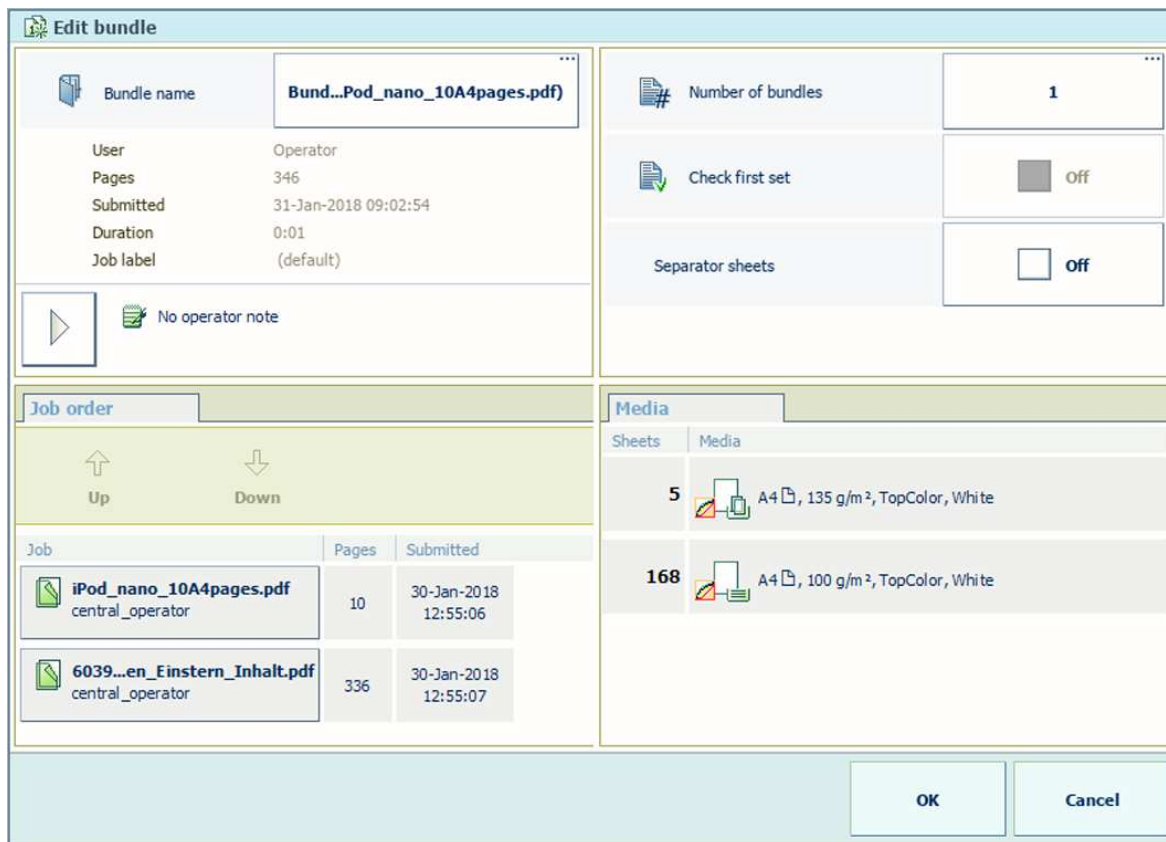 Edit bundle
Bundle name
Bund...Pod_nano_10A4pages.pdf)
User Operator
Pages 346
Submitted 31-Jan-2018 09:02:54
Duration 0:01
Job label (default)
No operator note
Number of bundles 1
Check first set Off
Separator sheets Off
Job order
Up Down
Job Pages Submitted
iPod_nano_10A4pages.pdf
central_operator
10
30-Jan-2018
12:55:06
6039...en_Einstern_Inhalt.pdf
central_operator
336
30-Jan-2018
12:55:07
Media
Sheets Media
5 A4, 135 g/m², TopColor, White
168 A4, 100 g/m², TopColor, White
OK Cancel